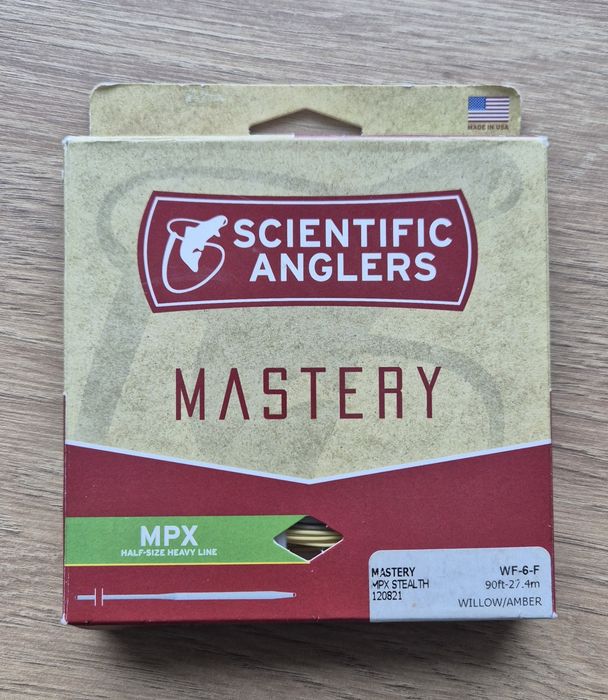 MADE IN USA
SCIENTIFIC
ANGLERS
MASTERY
MPX
HALF-SIZE HEAVY LINE
MASTERY WF-6-F
MPX STEALTH 90ft-27.4m
120821
WILLOW/AMBER